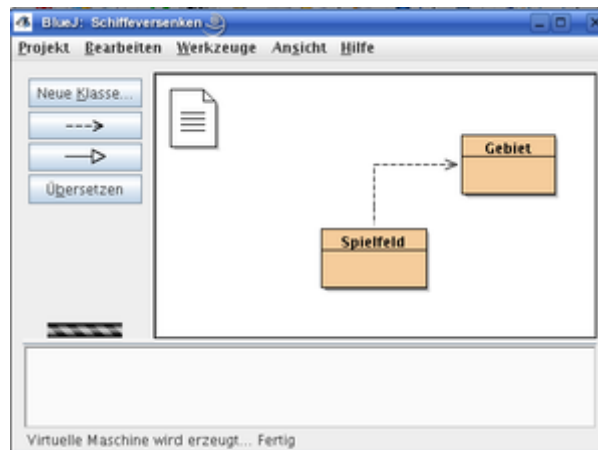 BlueJ: Schiffeversenken
Projekt Bearbeiten Werkzeuge Ansicht Hilfe
Neue Klasse...
Übersetzen
Gebiet
Spielfeld
Virtuelle Maschine wird erzeugt... Fertig